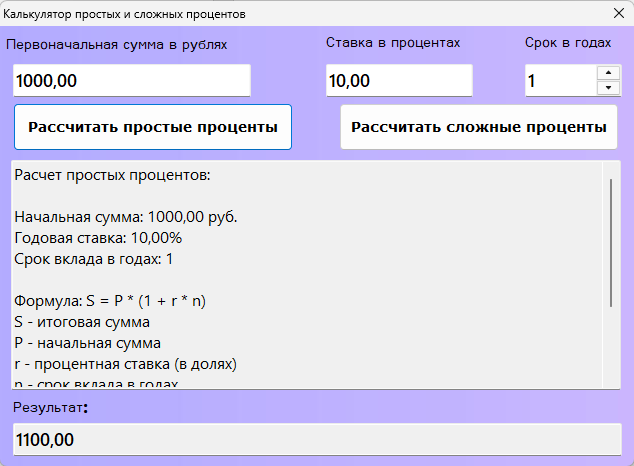 Калькулятор простых и сложных процентов
Первоначальная сумма в рублях
Ставка в процентах
Срок в годах
1000,00
10,00
1
Рассчитать простые проценты
Рассчитать сложные проценты
Расчет простых процентов:
Начальная сумма: 1000,00 руб.
Годовая ставка: 10,00%
Срок вклада в годах: 1
Формула: S = P * (1 + r * n)
S - итоговая сумма
P - начальная сумма
r - процентная ставка (в долях)
n - срок вклада в годах
Результат:
1100,00